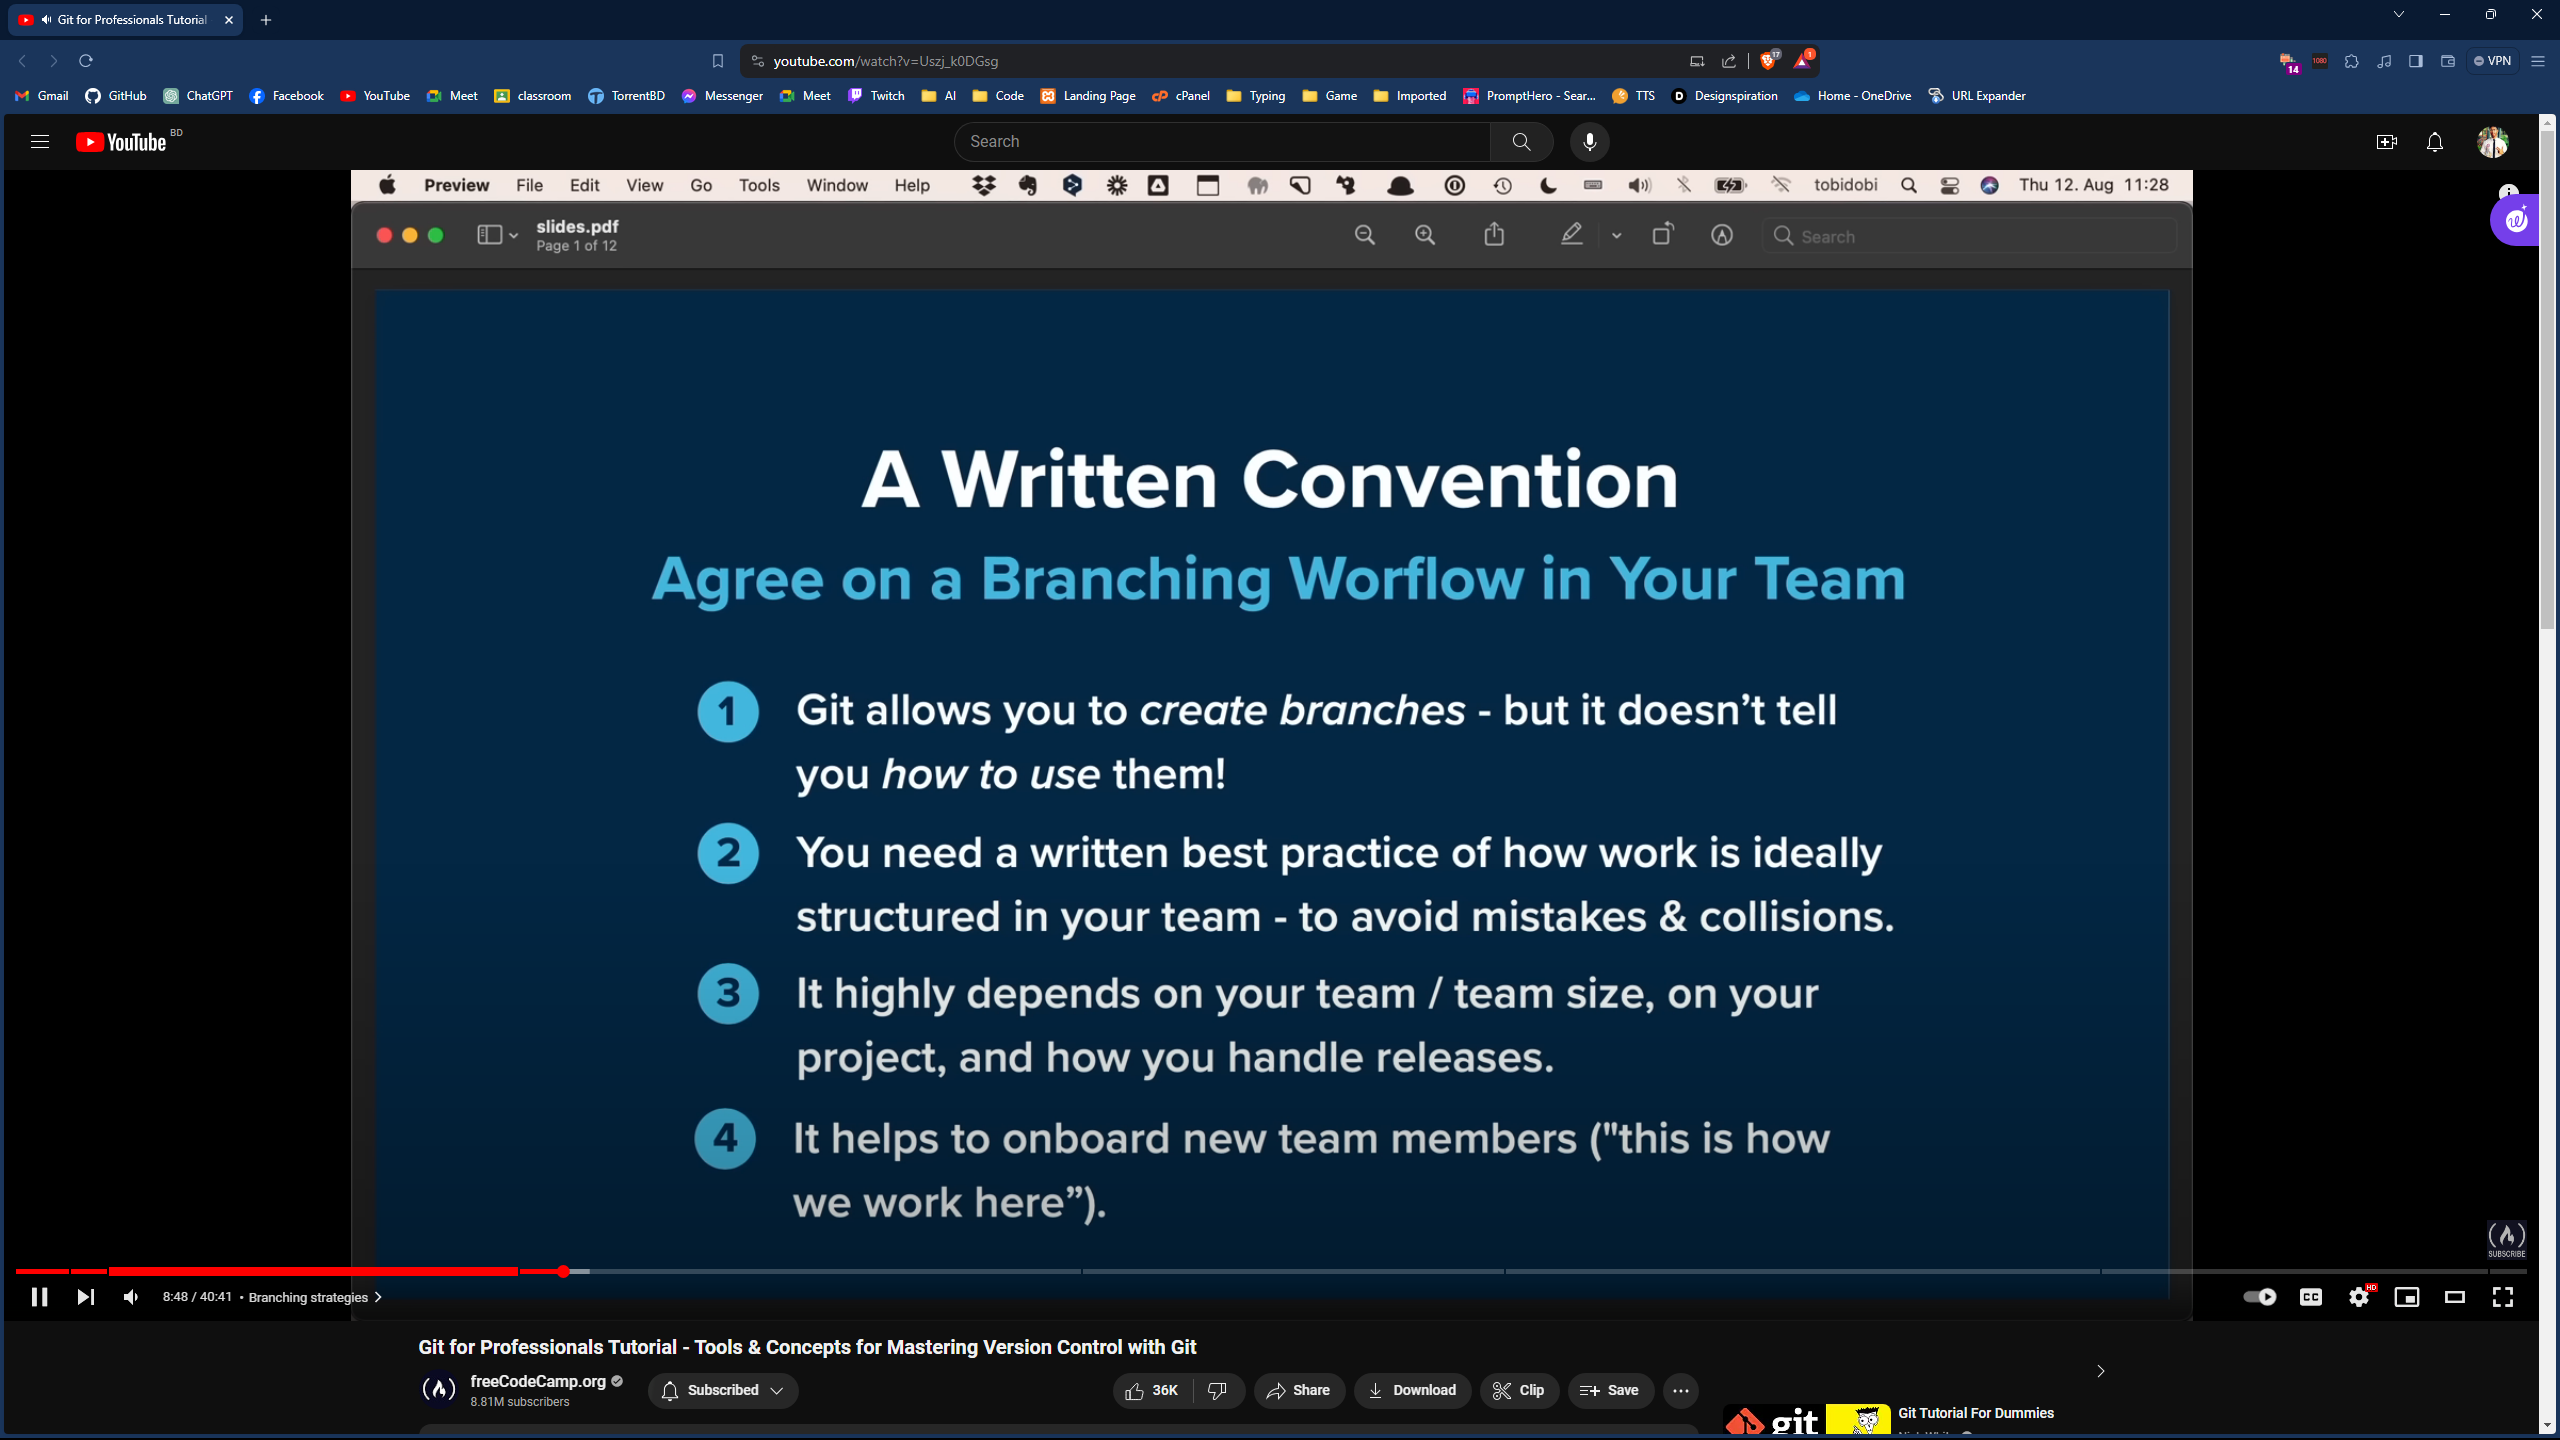 Git for Professionals Tutorial
youtube.com/watch?v=Uszj_k0DGsg
17
1
14
1080
VPN
Gmail GitHub ChatGPT Facebook YouTube Meet classroom TorrentBD Messenger Meet Twitch AI Code Landing Page cPanel Typing Game Imported PromptHero - Sear... TTS Designspiration Home - OneDrive URL Expander
YouTube BD
Search
Preview File Edit View Go Tools Window Help tobidobi Thu 12. Aug 11:28
slides.pdf
Page 1 of 12
Search
A Written Convention
Agree on a Branching Worflow in Your Team
1 Git allows you to create branches - but it doesn’t tell
you how to use them!
2 You need a written best practice of how work is ideally
structured in your team - to avoid mistakes & collisions.
3 It highly depends on your team / team size, on your
project, and how you handle releases.
4 It helps to onboard new team members ("this is how
we work here”).
SUBSCRIBE
8:48 / 40:41 • Branching strategies
CC
HD
Git for Professionals Tutorial - Tools & Concepts for Mastering Version Control with Git
freeCodeCamp.org
8.81M subscribers
Subscribed
36K
Share
Download
Clip
Save
git
Git Tutorial For Dummies